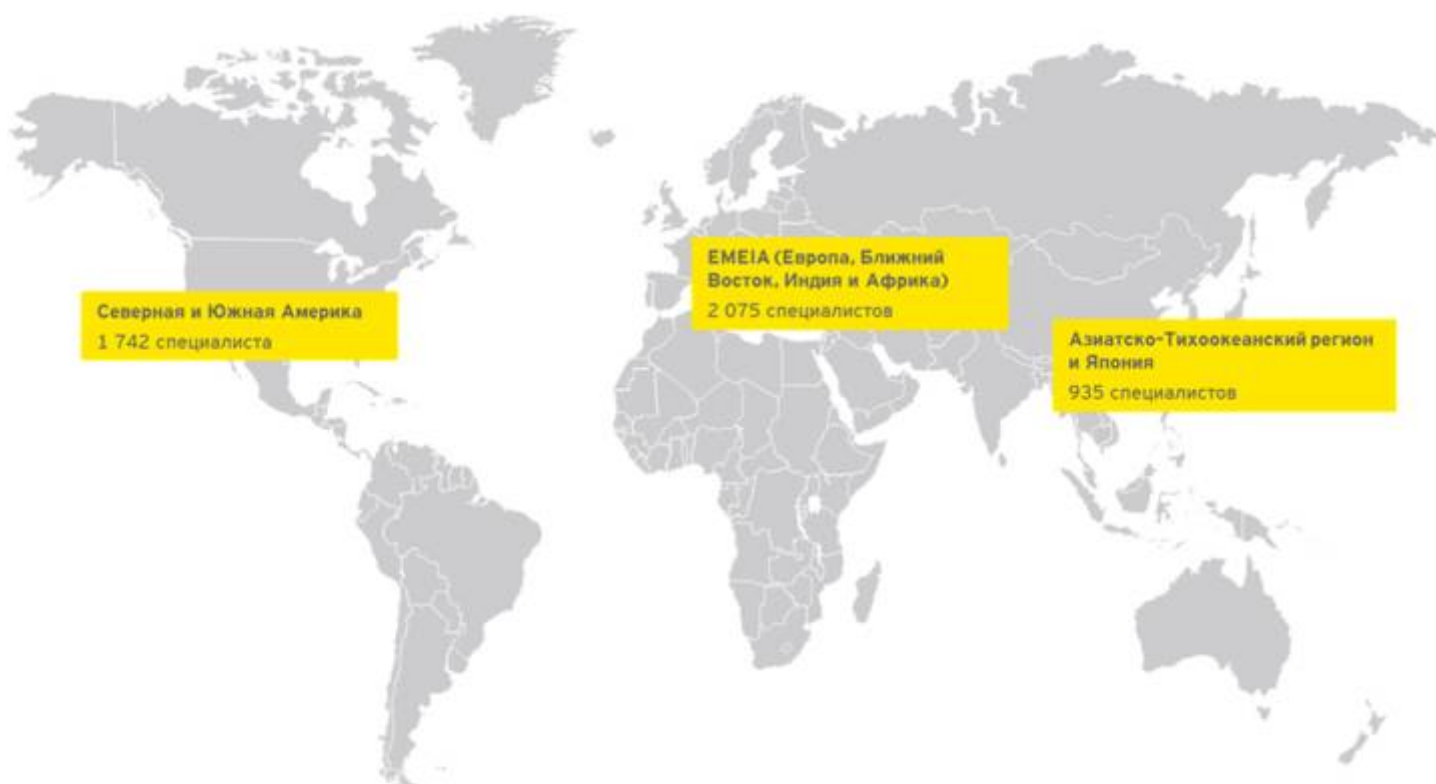 Северная и Южная Америка
1 742 специалиста
EMEIA (Европа, Ближний
Восток, Индия и Африка)
2 075 специалистов
Азиатско-Тихоокеанский регион
и Япония
935 специалистов